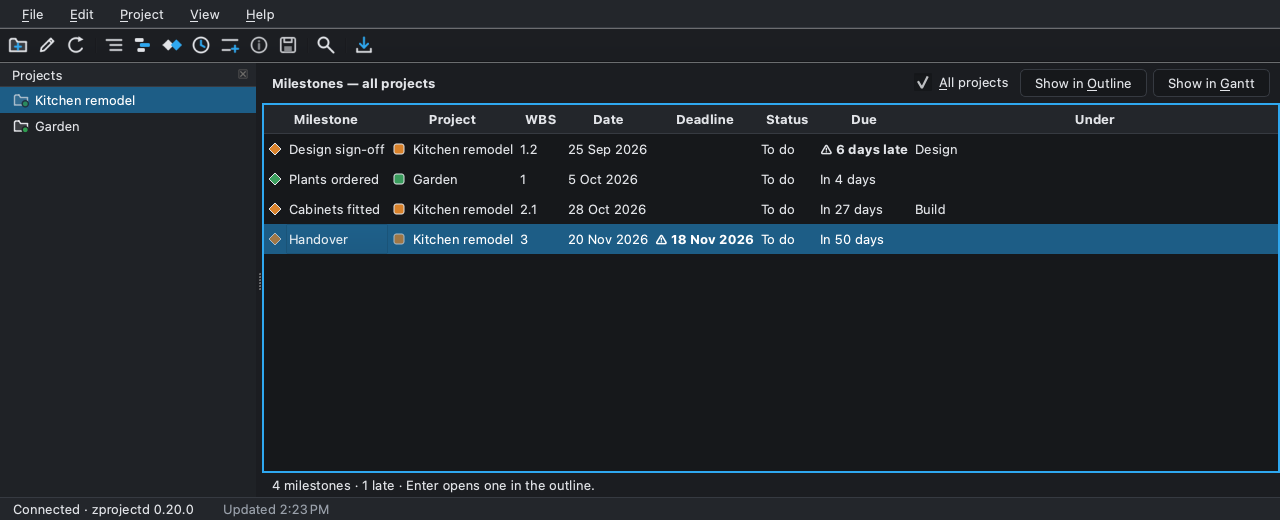 File Edit Project View Help
Projects
Kitchen remodel
Garden
Milestones — all projects
All projects
Show in Outline
Show in Gantt
Milestone Project WBS Date Deadline Status Due Under
Design sign-off Kitchen remodel 1.2 25 Sep 2026 To do ⚠ 6 days late Design
Plants ordered Garden 1 5 Oct 2026 To do In 4 days
Cabinets fitted Kitchen remodel 2.1 28 Oct 2026 To do In 27 days Build
Handover Kitchen remodel 3 20 Nov 2026 ⚠ 18 Nov 2026 To do In 50 days
4 milestones · 1 late · Enter opens one in the outline.
Connected · zprojectd 0.20.0 Updated 2:23 PM